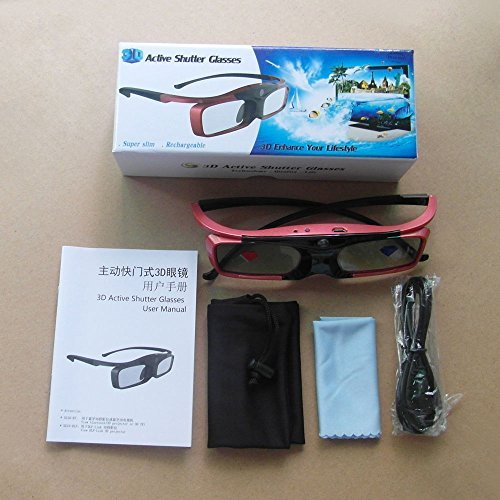 3D Active Shutter Glasses
Super slim . Rechargeable
3D Enhance Your Lifestyle
3D Active Shutter Glasses
主动快门式3D眼镜
用户手册
3D Active Shutter Glasses
User Manual